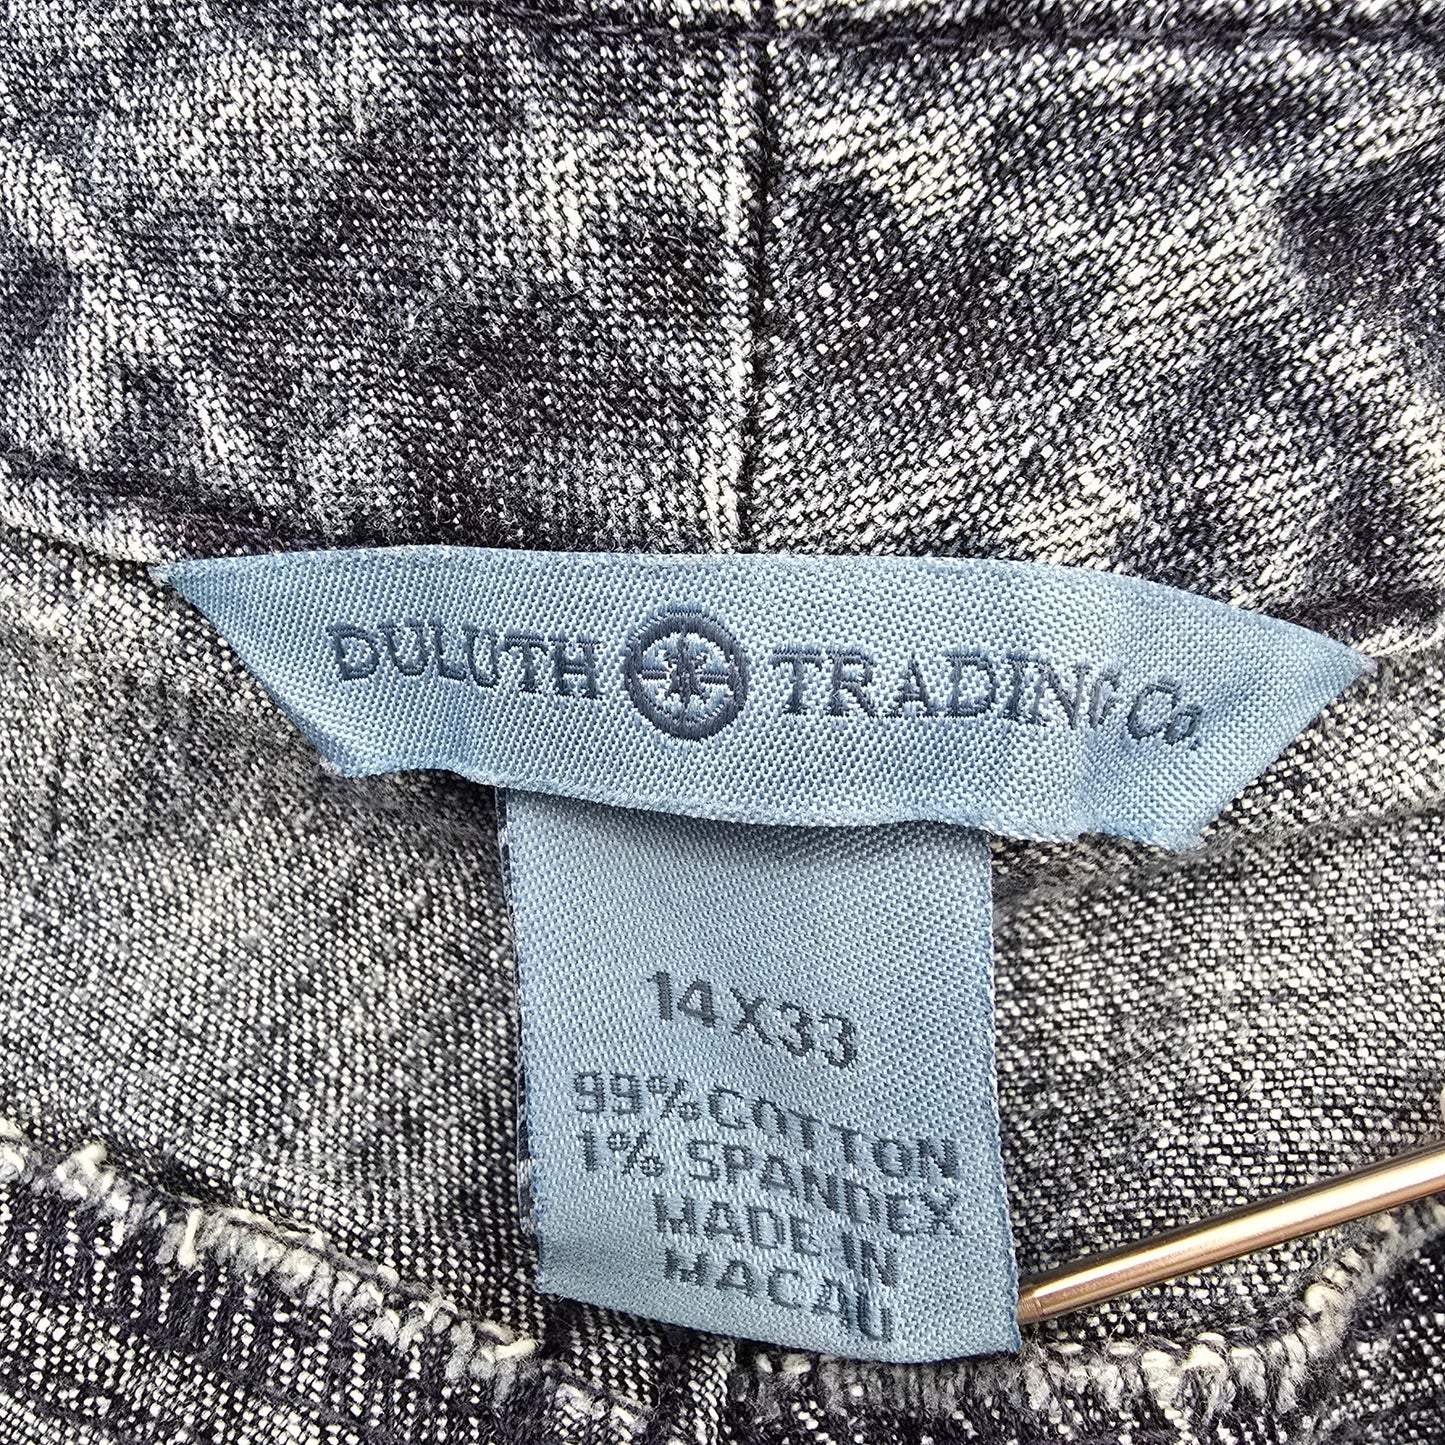 DULUTH TRADING Co.
14X33
99% COTTON
1% SPANDEX
MADE IN
MACAU